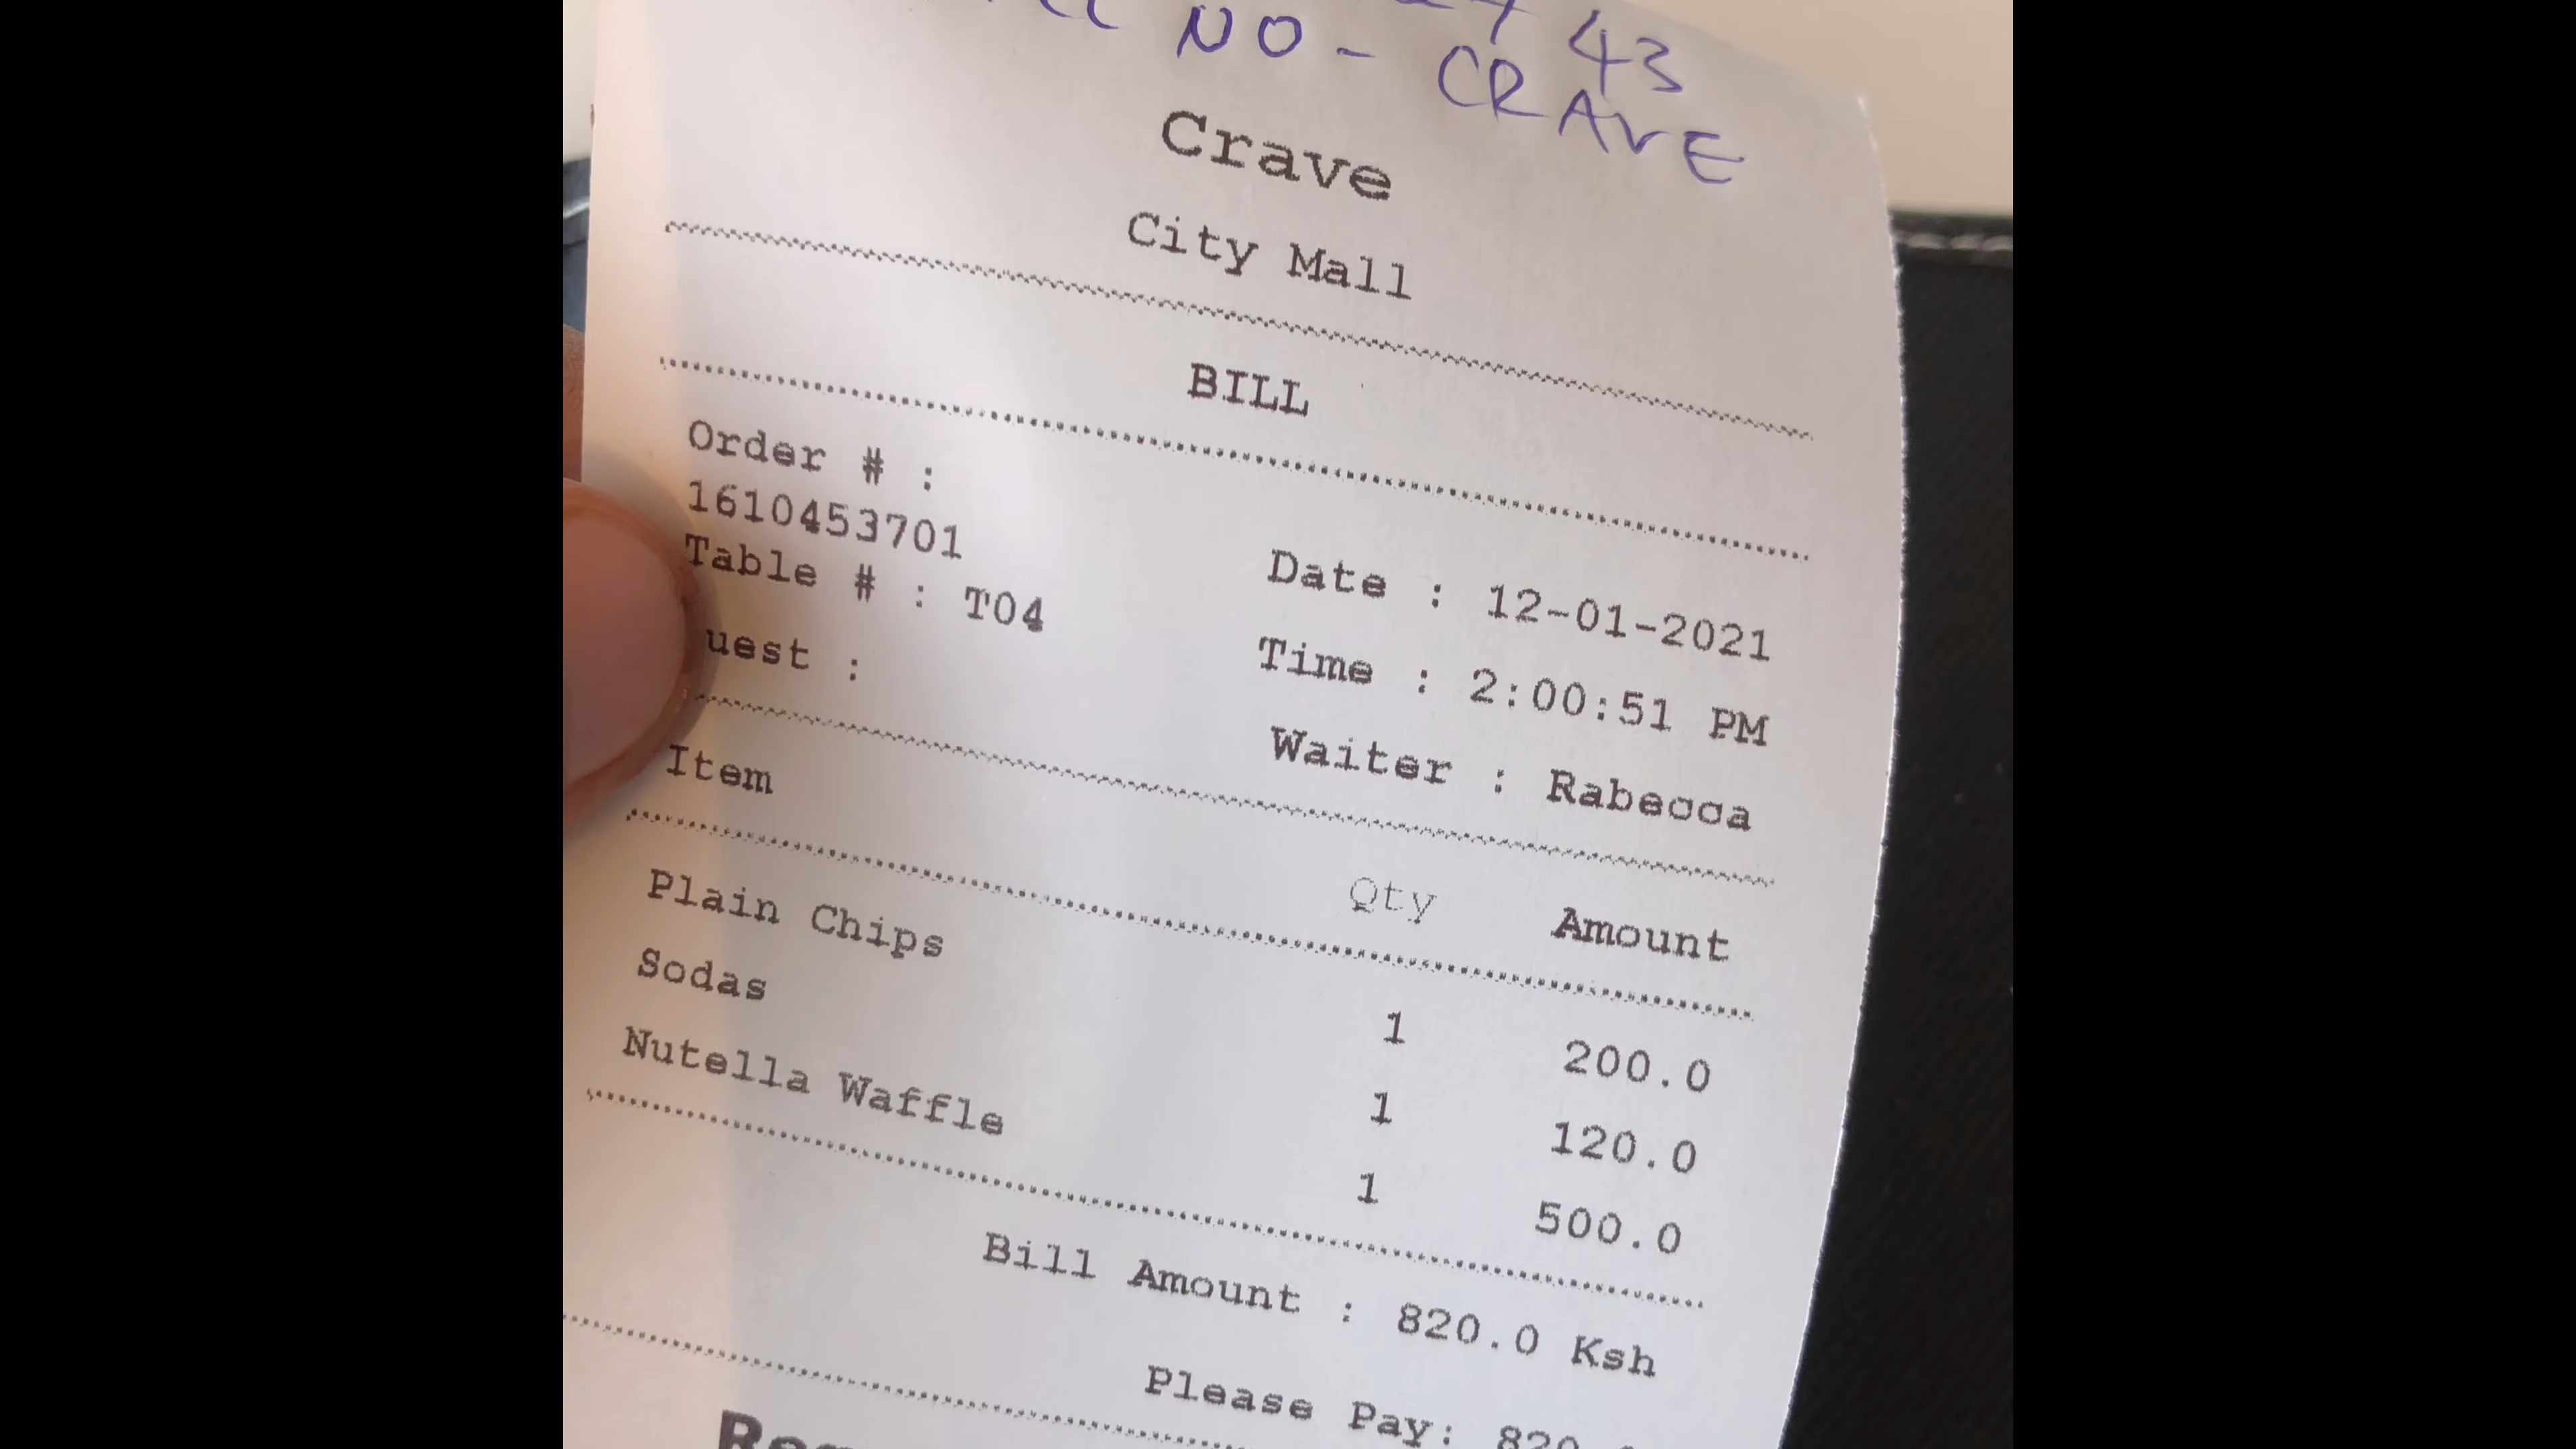 43
NO - CRAVE
Crave
City Mall
BILL
Order # :
1610453701
Table # : T04
uest :
Date : 12-01-2021
Time : 2:00:51 PM
Waiter : Rabecca
Item Qty Amount
Plain Chips 1 200.0
Sodas 1 120.0
Nutella Waffle 1 500.0
Bill Amount : 820.0 Ksh
Please Pay: 820